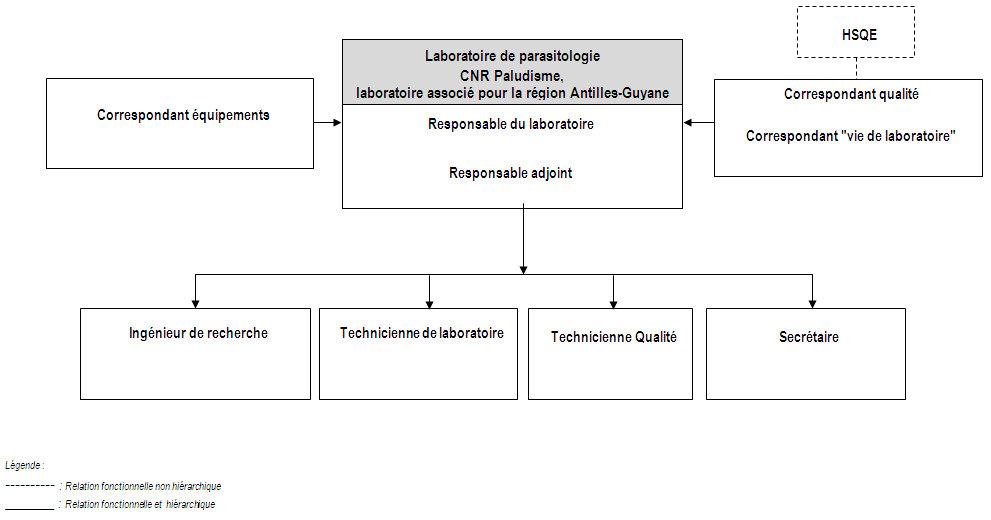 HSQE
Laboratoire de parasitologie
CNR Paludisme,
laboratoire associé pour la région Antilles-Guyane
Correspondant équipements
Responsable du laboratoire
Responsable adjoint
Correspondant qualité
Correspondant "vie de laboratoire"
Ingénieur de recherche
Technicienne de laboratoire
Technicienne Qualité
Secrétaire
Légende :
---------- : Relation fonctionnelle non hiérarchique
__________ : Relation fonctionnelle et hiérarchique